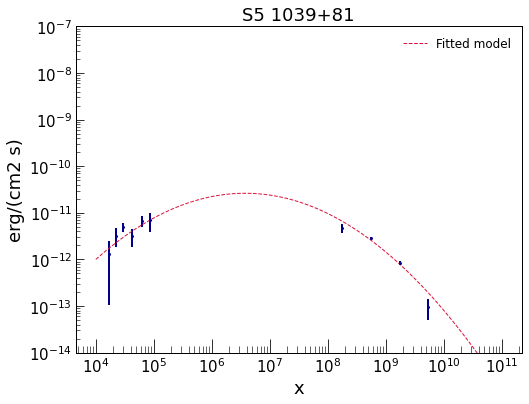 S5 1039+81
Fitted model
erg/(cm2 s)
10⁻⁷
10⁻⁸
10⁻⁹
10⁻¹⁰
10⁻¹¹
10⁻¹²
10⁻¹³
10⁻¹⁴
10⁴ 10⁵ 10⁶ 10⁷ 10⁸ 10⁹ 10¹⁰ 10¹¹
x